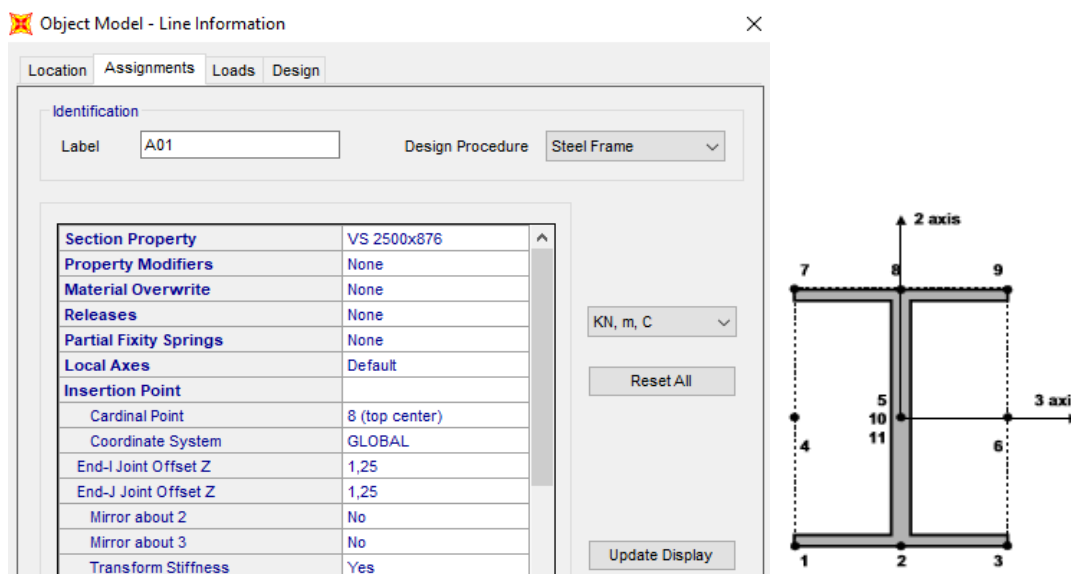 Object Model - Line Information
Location Assignments Loads Design
Identification
Label A01 Design Procedure Steel Frame
Section Property VS 2500x876
Property Modifiers None
Material Overwrite None
Releases None
Partial Fixity Springs None
Local Axes Default
Insertion Point
Cardinal Point 8 (top center)
Coordinate System GLOBAL
End-I Joint Offset Z 1,25
End-J Joint Offset Z 1,25
Mirror about 2 No
Mirror about 3 No
Transform Stiffness Yes
KN, m, C
Reset All
Update Display
2 axis
7 8 9
5 3 axi
10
11
4 6
1 2 3